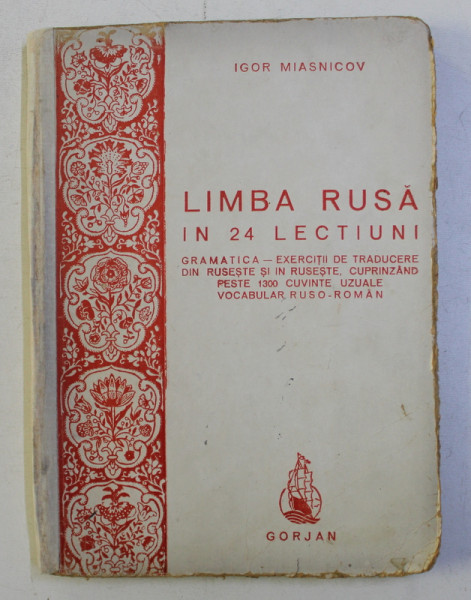 IGOR MIASNICOV
LIMBA RUSĂ
IN 24 LECTIUNI
GRAMATICA — EXERCIȚII DE TRADUCERE
DIN RUSEȘTE ȘI IN RUSEȘTE, CUPRINZÂND
PESTE 1300 CUVINTE UZUALE
VOCABULAR RUSO-ROMÂN
GORJAN